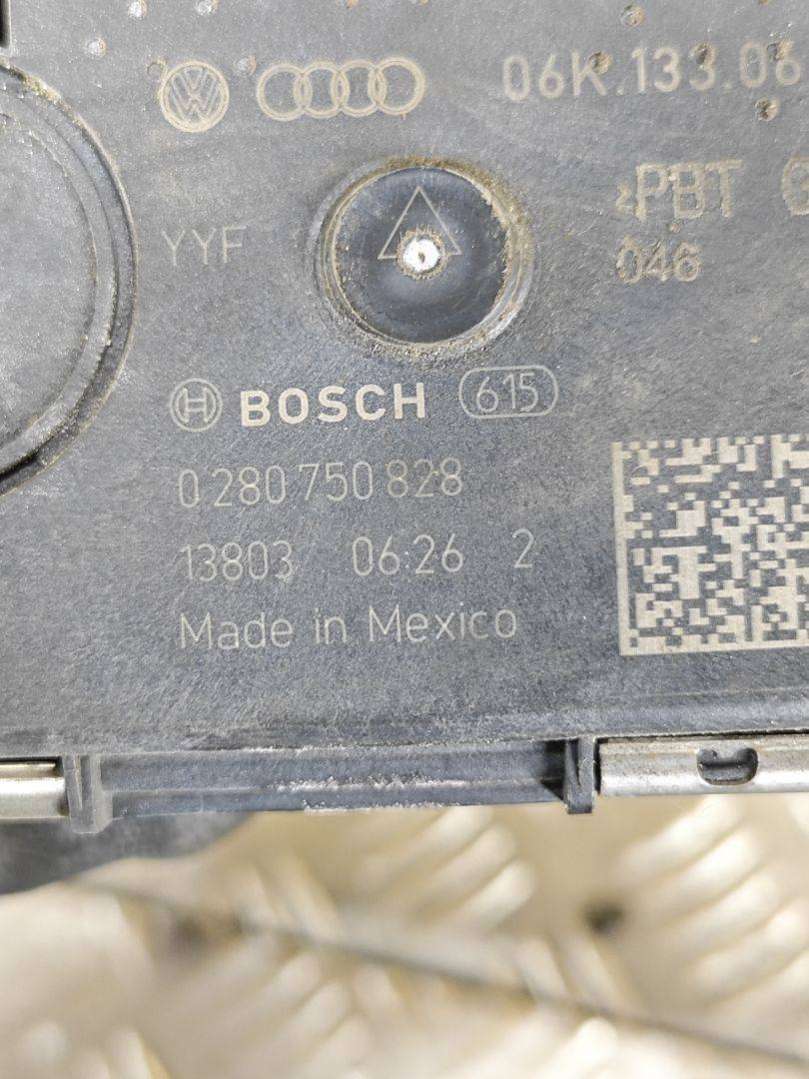 06K.133.06
PBT
YYF
046
BOSCH 615
0 280 750 828
13803 06:26 2
Made in Mexico